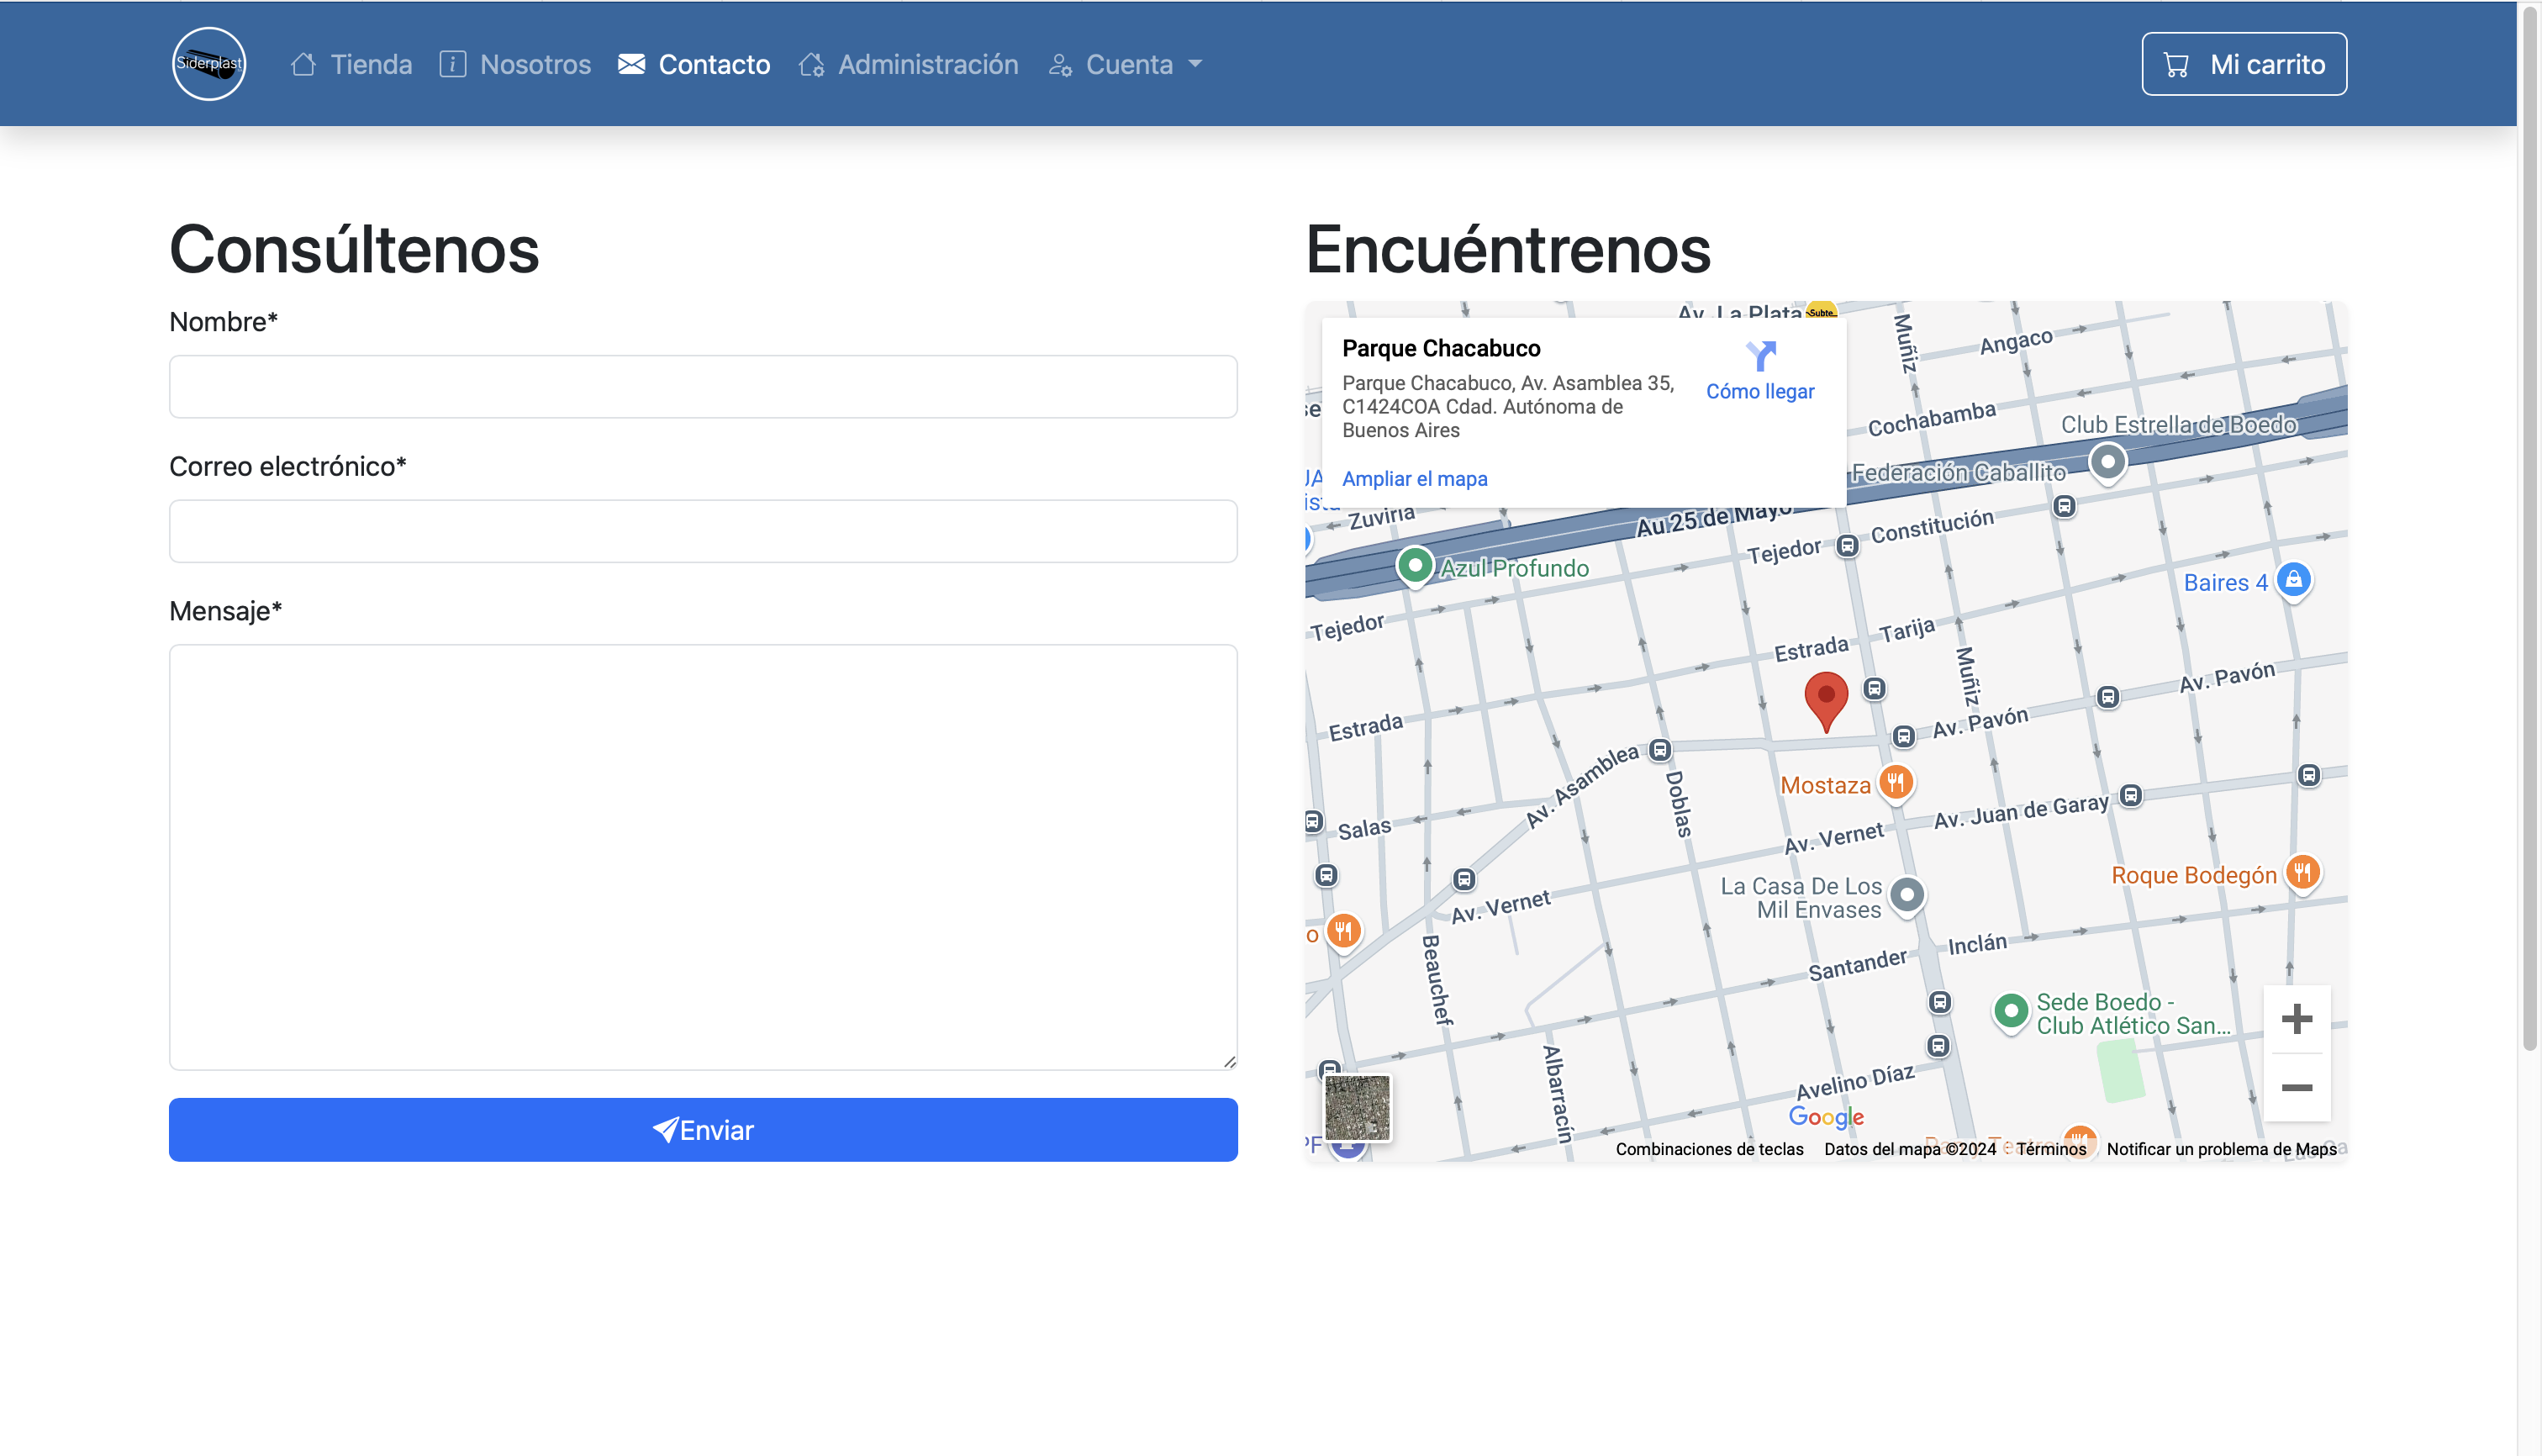 Siderplast
Tienda
Nosotros
Contacto
Administración
Cuenta
Mi carrito
Consúltenos
Nombre*
Correo electrónico*
Mensaje*
Enviar
Encuéntrenos
Parque Chacabuco
Parque Chacabuco, Av. Asamblea 35,
C1424COA Cdad. Autónoma de
Buenos Aires
Cómo llegar
Ampliar el mapa
Av. La Plata
Subte
Muñiz
Angaco
Cochabamba
Club Estrella de Boedo
Federación Caballito
Zuviría
Au 25 de Mayo
Constitución
Tejedor
Azul Profundo
Baires 4
Tejedor
Tarija
Estrada
Muñiz
Av. Pavón
Estrada
Av. Pavón
Av. Asamblea
Mostaza
Doblas
Av. Juan de Garay
Salas
Av. Vernet
Roque Bodegón
La Casa De Los
Mil Envases
Av. Vernet
Beauchef
Inclán
Santander
Sede Boedo -
Club Atlético San...
Albarracín
Avelino Díaz
Google
Combinaciones de teclas
Datos del mapa ©2024
Términos
Notificar un problema de Maps